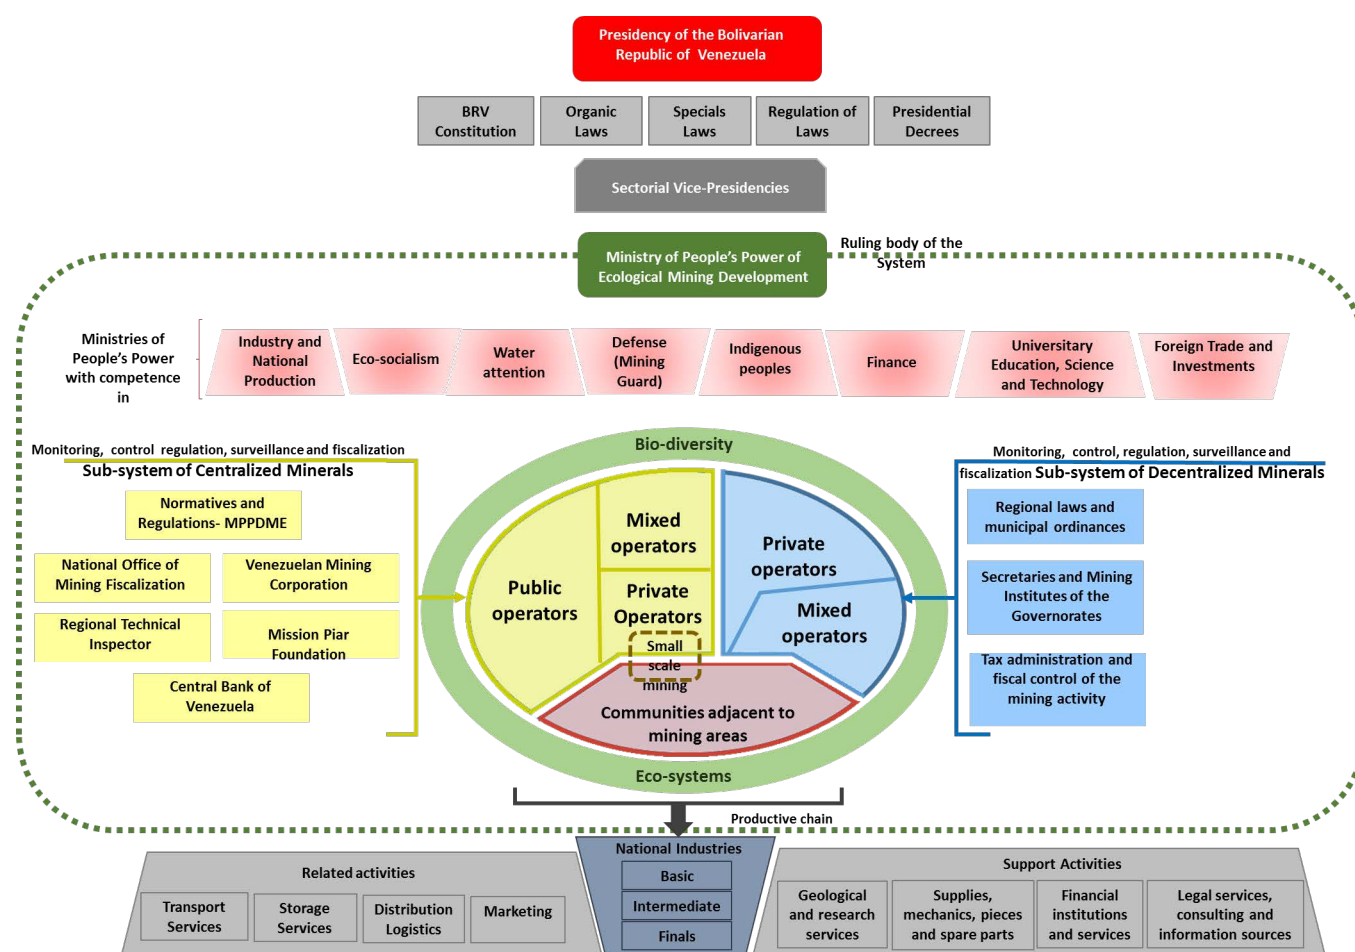 Presidency of the Bolivarian
Republic of Venezuela
BRV
Constitution
Organic
Laws
Specials
Laws
Regulation of
Laws
Presidential
Decrees
Sectorial Vice-Presidencies
Ministry of People's Power of
Ecological Mining Development
Ruling body of the
System
Ministries of
People's Power
with competence
in
Industry and
National
Production
Eco-socialism
Water
attention
Defense
(Mining
Guard)
Indigenous
peoples
Finance
Universitary
Education, Science
and Technology
Foreign Trade and
Investments
Monitoring, control regulation, surveillance and fiscalization
Sub-system of Centralized Minerals
Normatives and
Regulations- MPPDME
National Office of
Mining Fiscalization
Venezuelan Mining
Corporation
Regional Technical
Inspector
Mission Piar
Foundation
Central Bank of
Venezuela
Bio-diversity
Public
operators
Mixed
operators
Private
Operators
Small
scale
mining
Private
operators
Mixed
operators
Communities adjacent to
mining areas
Eco-systems
Monitoring, control, regulation, surveillance and
fiscalization Sub-system of Decentralized Minerals
Regional laws and
municipal ordinances
Secretaries and Mining
Institutes of the
Governorates
Tax administration and
fiscal control of the
mining activity
Productive chain
Related activities
Transport
Services
Storage
Services
Distribution
Logistics
Marketing
National Industries
Basic
Intermediate
Finals
Support Activities
Geological
and research
services
Supplies,
mechanics, pieces
and spare parts
Financial
institutions
and services
Legal services,
consulting and
information sources